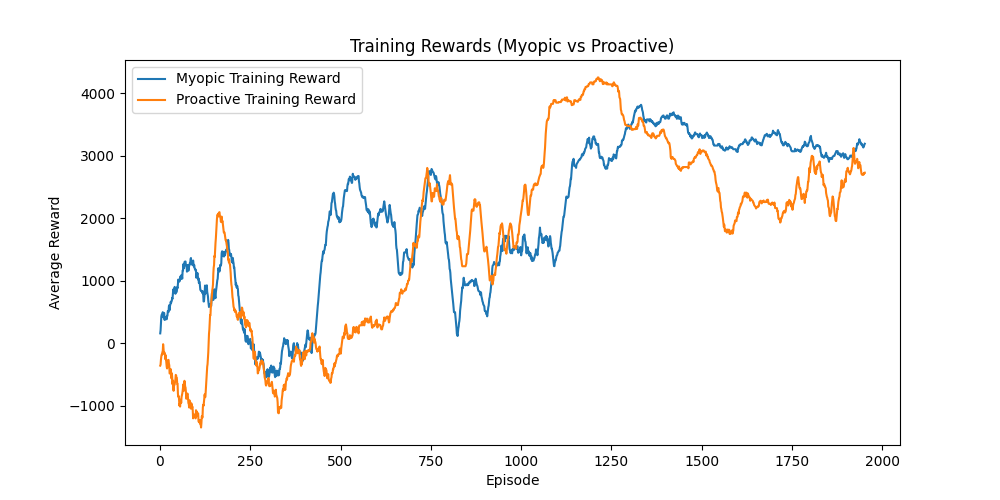 Training Rewards (Myopic vs Proactive)
Myopic Training Reward
Proactive Training Reward
Average Reward
4000
3000
2000
1000
0
−1000
0 250 500 750 1000 1250 1500 1750 2000
Episode